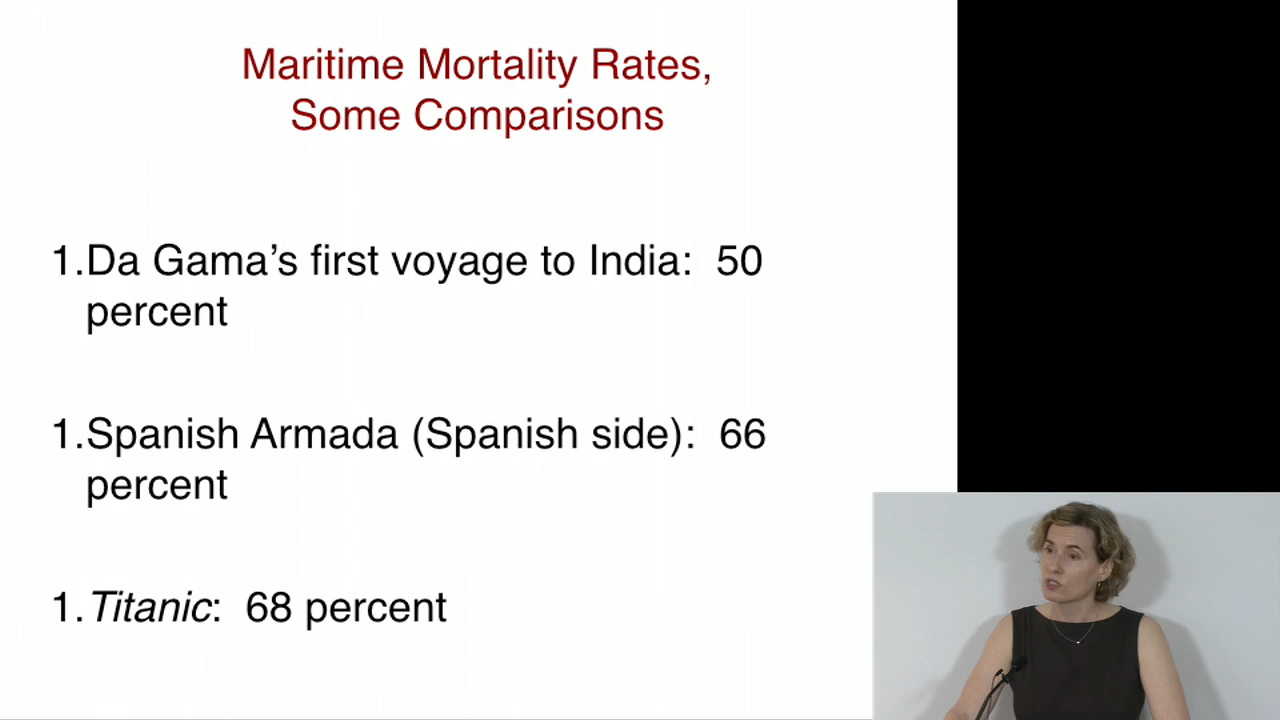 Maritime Mortality Rates,
Some Comparisons
1.Da Gama’s first voyage to India:  50
percent
1.Spanish Armada (Spanish side):  66
percent
1.Titanic:  68 percent